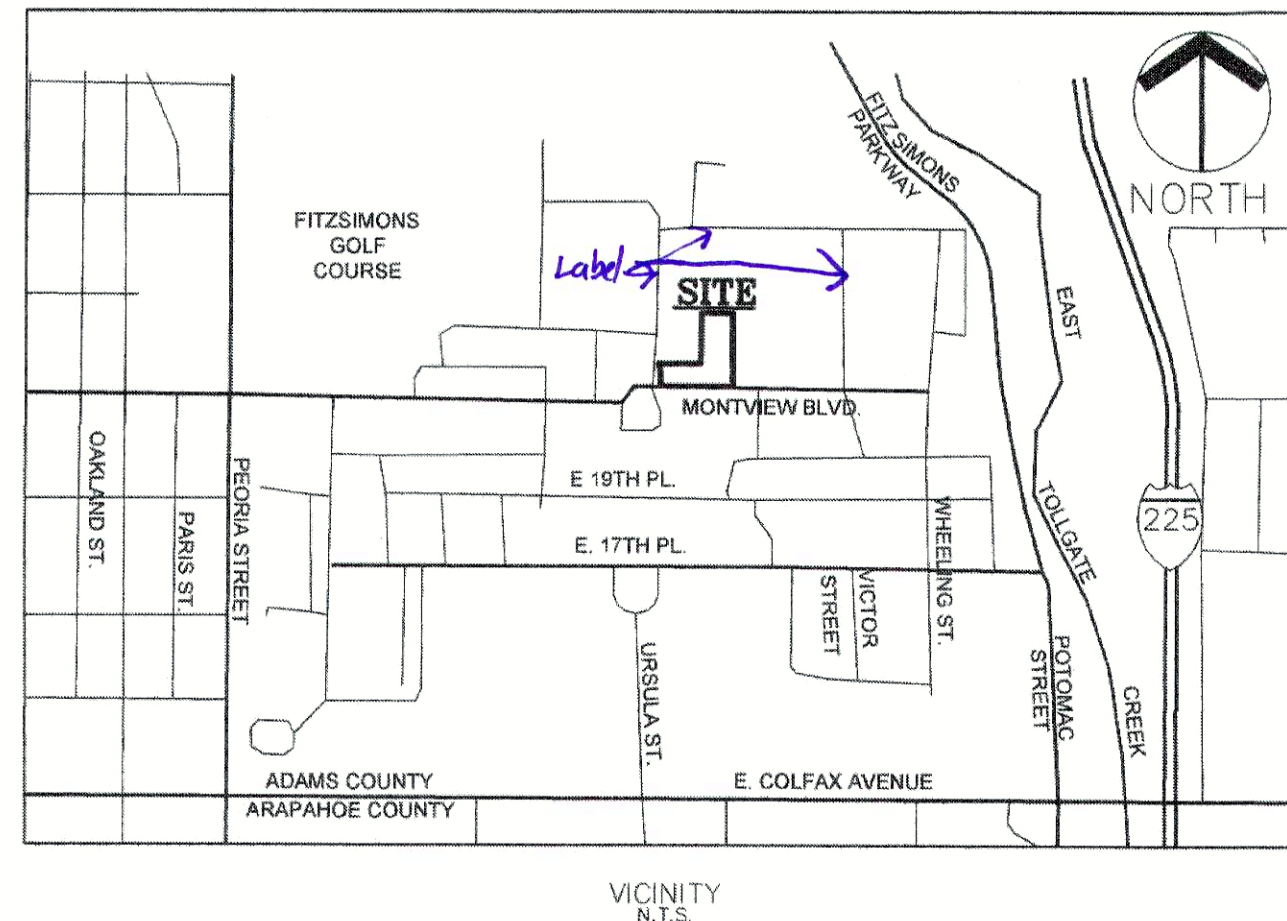 FITZSIMONS
PARKWAY
NORTH
FITZSIMONS
GOLF
COURSE
Label
SITE
EAST
MONTVIEW BLVD.
OAKLAND ST.
PARIS ST.
PEORIA STREET
E 19TH PL.
E. 17TH PL.
WHEELING ST.
TOLLGATE
225
VICTOR
STREET
URSULA ST.
POTOMAC
STREET
CREEK
ADAMS COUNTY
ARAPAHOE COUNTY
E. COLFAX AVENUE
VICINITY
N.T.S.